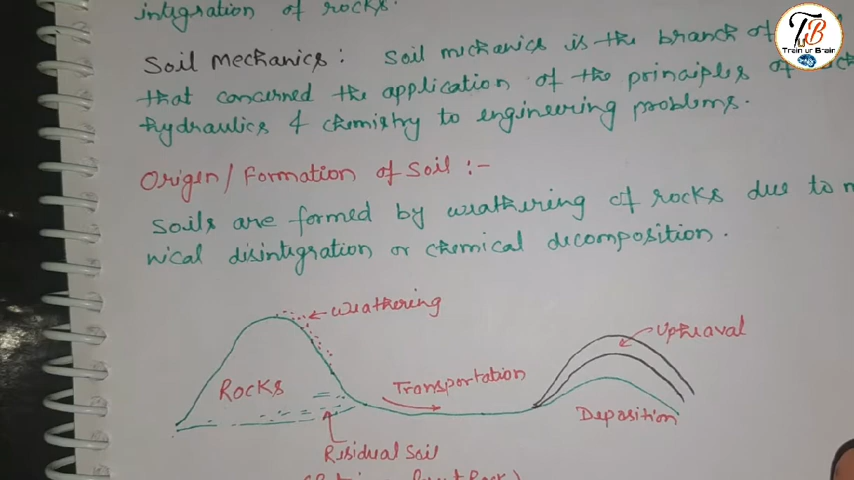 integration of rocks.
Soil Mechanics : Soil mechanics is the branch of
that concerned the application of the principles of
hydraulics & chemistry to engineering problems.
Origin/Formation of Soil :-
Soils are formed by weathering of rocks due to
nical disintegration or chemical decomposition.
Weathering
Upheaval
Rocks
Transportation
Deposition
Residual Soil
TB
Train ur Brain